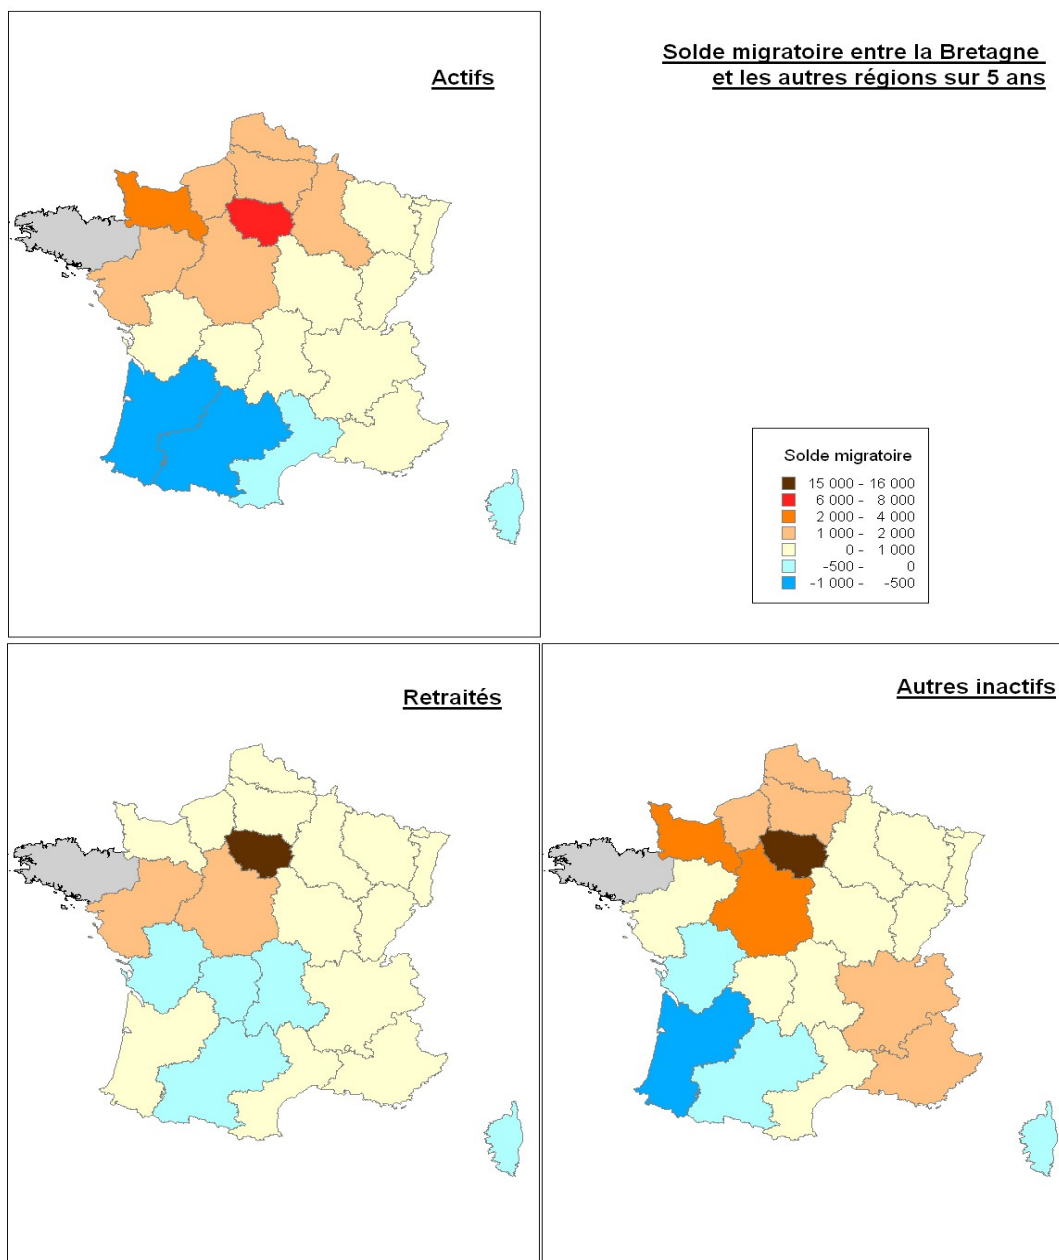 Solde migratoire entre la Bretagne
et les autres régions sur 5 ans
Actifs
Solde migratoire
15 000 - 16 000
6 000 - 8 000
2 000 - 4 000
1 000 - 2 000
0 - 1 000
-500 - 0
-1 000 - -500
Retraités
Autres inactifs